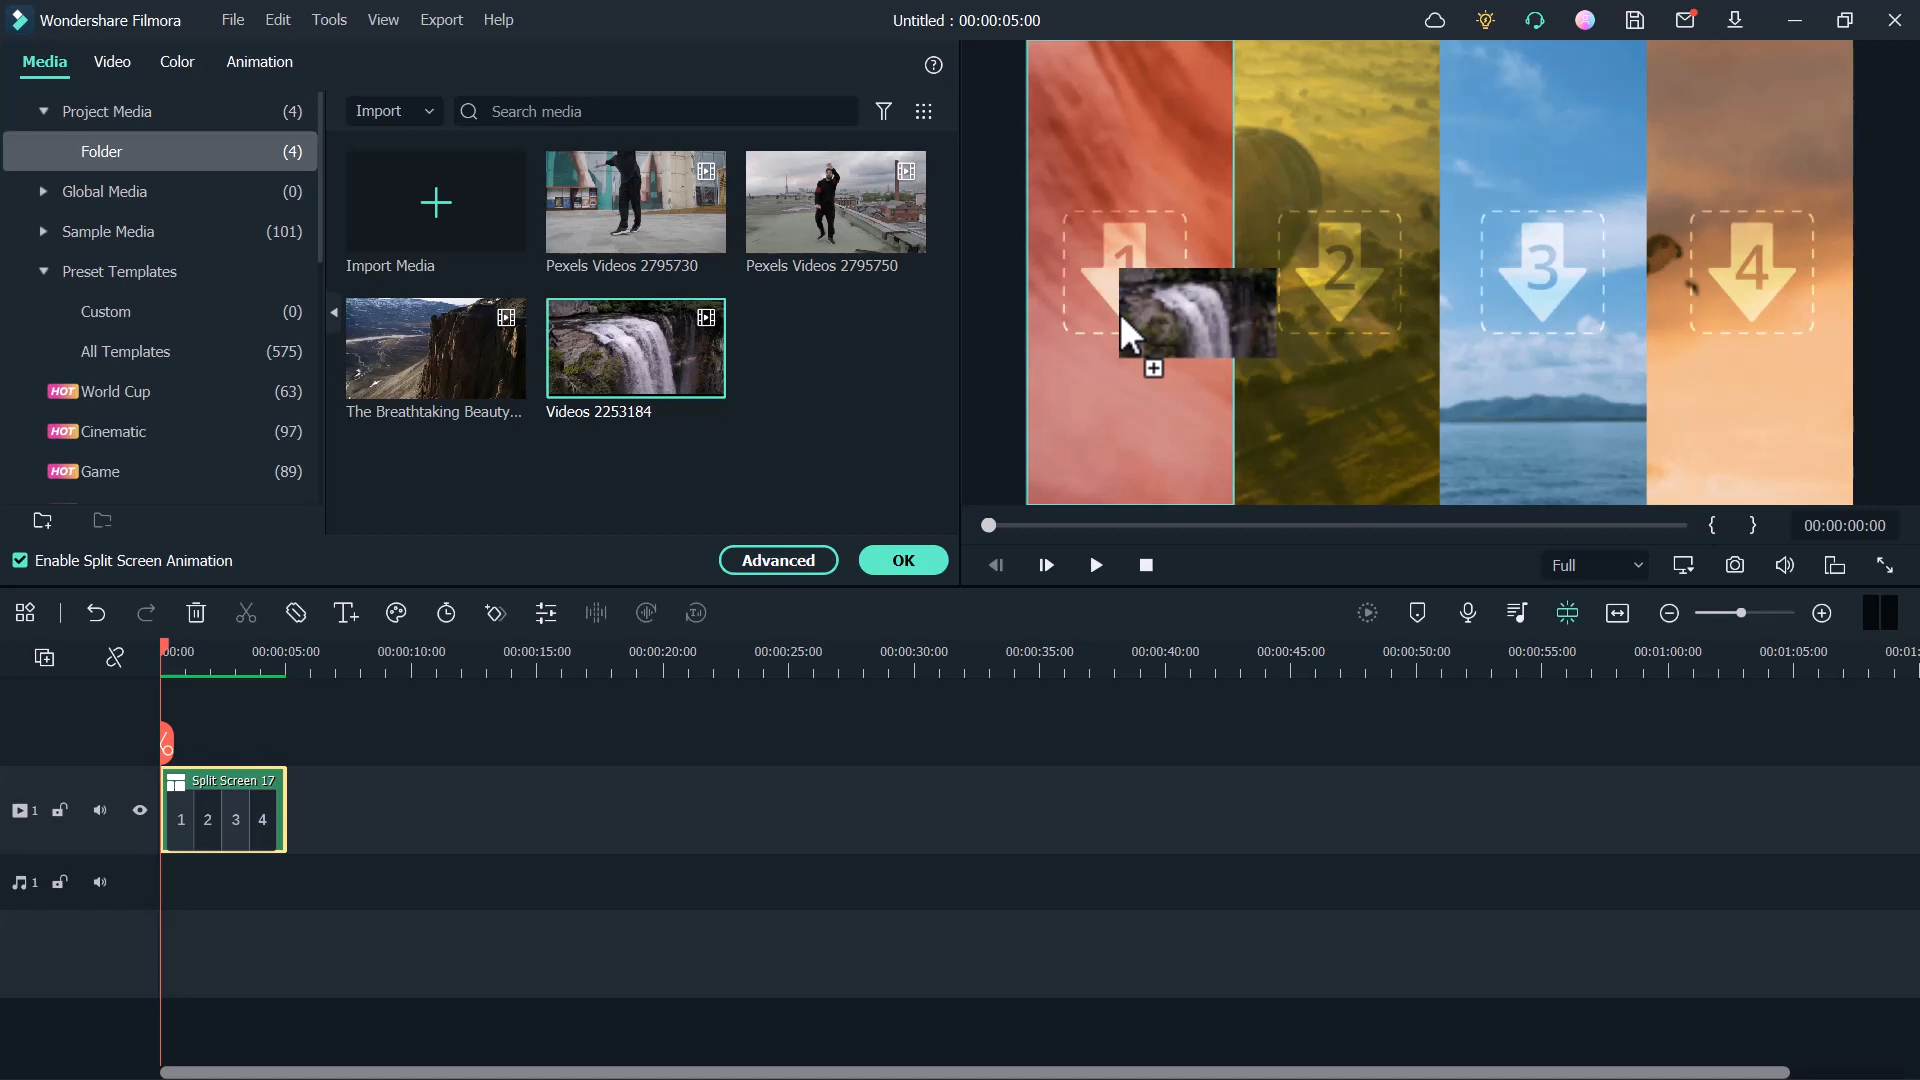 Wondershare Filmora File Edit Tools View Export Help Untitled : 00:00:05:00
Media Video Color Animation
Project Media (4)
Folder (4)
Global Media (0)
Sample Media (101)
Preset Templates
Custom (0)
All Templates (575)
HOT World Cup (63)
HOT Cinematic (97)
HOT Game (89)
Import Search media
Import Media
Pexels Videos 2795730
Pexels Videos 2795750
The Breathtaking Beauty...
Videos 2253184
Enable Split Screen Animation Advanced OK
1 2 3 4
{ } 00:00:00:00
Full
00:00 00:00:05:00 00:00:10:00 00:00:15:00 00:00:20:00 00:00:25:00 00:00:30:00 00:00:35:00 00:00:40:00 00:00:45:00 00:00:50:00 00:00:55:00 00:01:00:00 00:01:05:00 00:01:
Split Screen 17
1 1 2 3 4
1